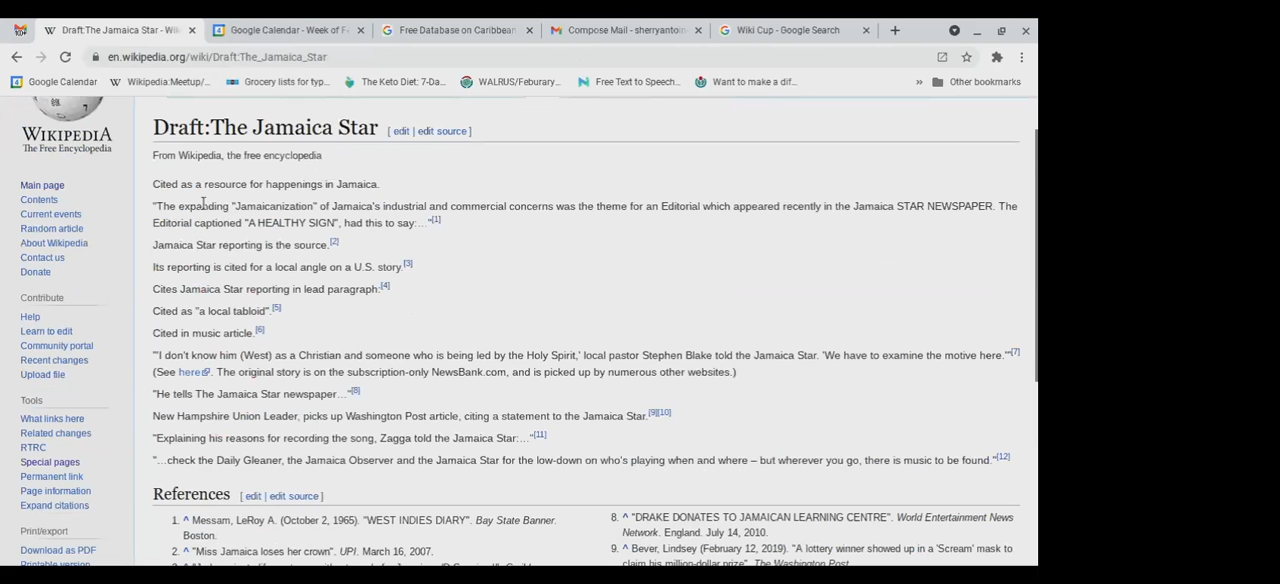 Draft:The Jamaica Star - Wi
Google Calendar - Week of F
Free Database on Caribbean
Compose Mail - sherryantoi
Wiki Cup - Google Search
en.wikipedia.org/wiki/Draft:The_Jamaica_Star
Google Calendar
Wikipedia:Meetup/...
Grocery lists for typ...
The Keto Diet: 7-Da...
WALRUS/Feburary...
Free Text to Speech...
Want to make a dif...
» Other bookmarks
WIKIPEDIA
The Free Encyclopedia
Main page
Contents
Current events
Random article
About Wikipedia
Contact us
Donate
Contribute
Help
Learn to edit
Community portal
Recent changes
Upload file
Tools
What links here
Related changes
RTRC
Special pages
Permanent link
Page information
Expand citations
Print/export
Download as PDF
Printable version
Draft:The Jamaica Star [ edit | edit source ]
From Wikipedia, the free encyclopedia
Cited as a resource for happenings in Jamaica.
"The expanding "Jamaicanization" of Jamaica's industrial and commercial concerns was the theme for an Editorial which appeared recently in the Jamaica STAR NEWSPAPER. The
Editorial captioned "A HEALTHY SIGN", had this to say:..."[1]
Jamaica Star reporting is the source.[2]
Its reporting is cited for a local angle on a U.S. story.[3]
Cites Jamaica Star reporting in lead paragraph:[4]
Cited as "a local tabloid".[5]
Cited in music article.[6]
"'I don't know him (West) as a Christian and someone who is being led by the Holy Spirit,' local pastor Stephen Blake told the Jamaica Star. 'We have to examine the motive here.'"[7]
(See here. The original story is on the subscription-only NewsBank.com, and is picked up by numerous other websites.)
"He tells The Jamaica Star newspaper…"[8]
New Hampshire Union Leader, picks up Washington Post article, citing a statement to the Jamaica Star.[9][10]
"Explaining his reasons for recording the song, Zagga told the Jamaica Star:…"[11]
"…check the Daily Gleaner, the Jamaica Observer and the Jamaica Star for the low-down on who's playing when and where – but wherever you go, there is music to be found."[12]
References [ edit | edit source ]
1. ^ Messam, LeRoy A. (October 2, 1965). "WEST INDIES DIARY". Bay State Banner.
Boston.
2. ^ "Miss Jamaica loses her crown". UPI. March 16, 2007.
8. ^ "DRAKE DONATES TO JAMAICAN LEARNING CENTRE". World Entertainment News
Network. England. July 14, 2010.
9. ^ Bever, Lindsey (February 12, 2019). "A lottery winner showed up in a 'Scream' mask to
claim his million-dollar prize". The Washington Post.